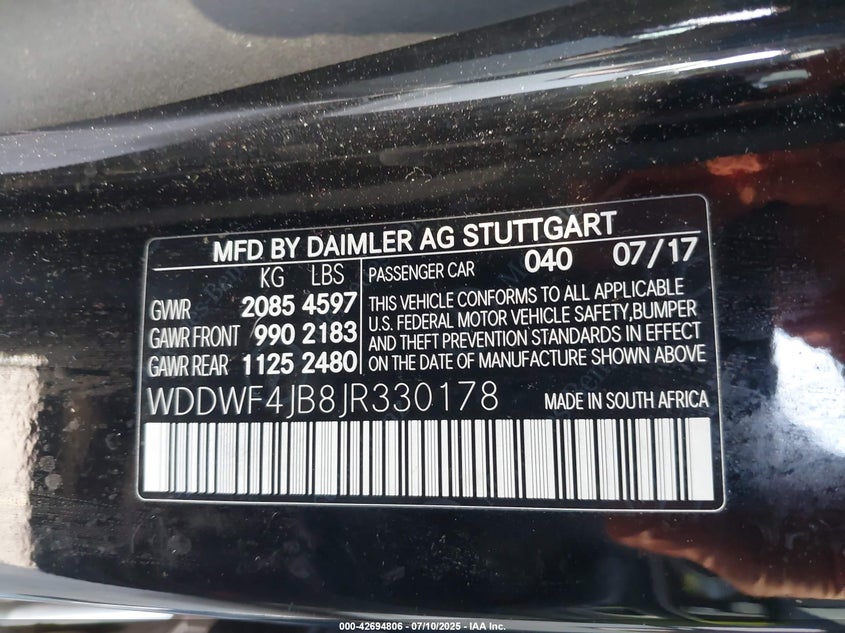 MFD BY DAIMLER AG STUTTGART
KG LBS
GVWR 2085 4597
GAWR FRONT 990 2183
GAWR REAR 1125 2480
PASSENGER CAR 040 07/17
THIS VEHICLE CONFORMS TO ALL APPLICABLE
U.S. FEDERAL MOTOR VEHICLE SAFETY,BUMPER
AND THEFT PREVENTION STANDARDS IN EFFECT
ON THE DATE OF MANUFACTURE SHOWN ABOVE
WDDWF4JB8JR330178 MADE IN SOUTH AFRICA
000-42694806 - 07/10/2025 - IAA Inc.